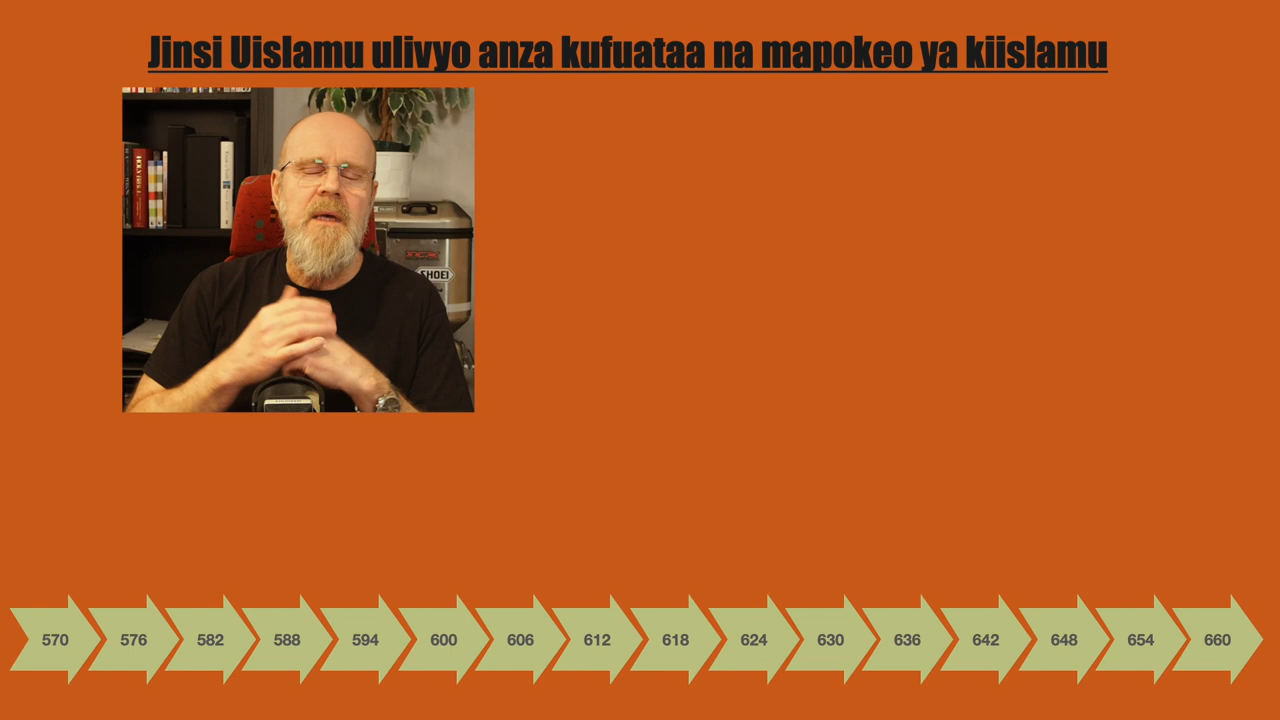 Jinsi Uislamu ulivyo anza kufuataa na mapokeo ya kiislamu
SHOEI
570 576 582 588 594 600 606 612 618 624 630 636 642 648 654 660